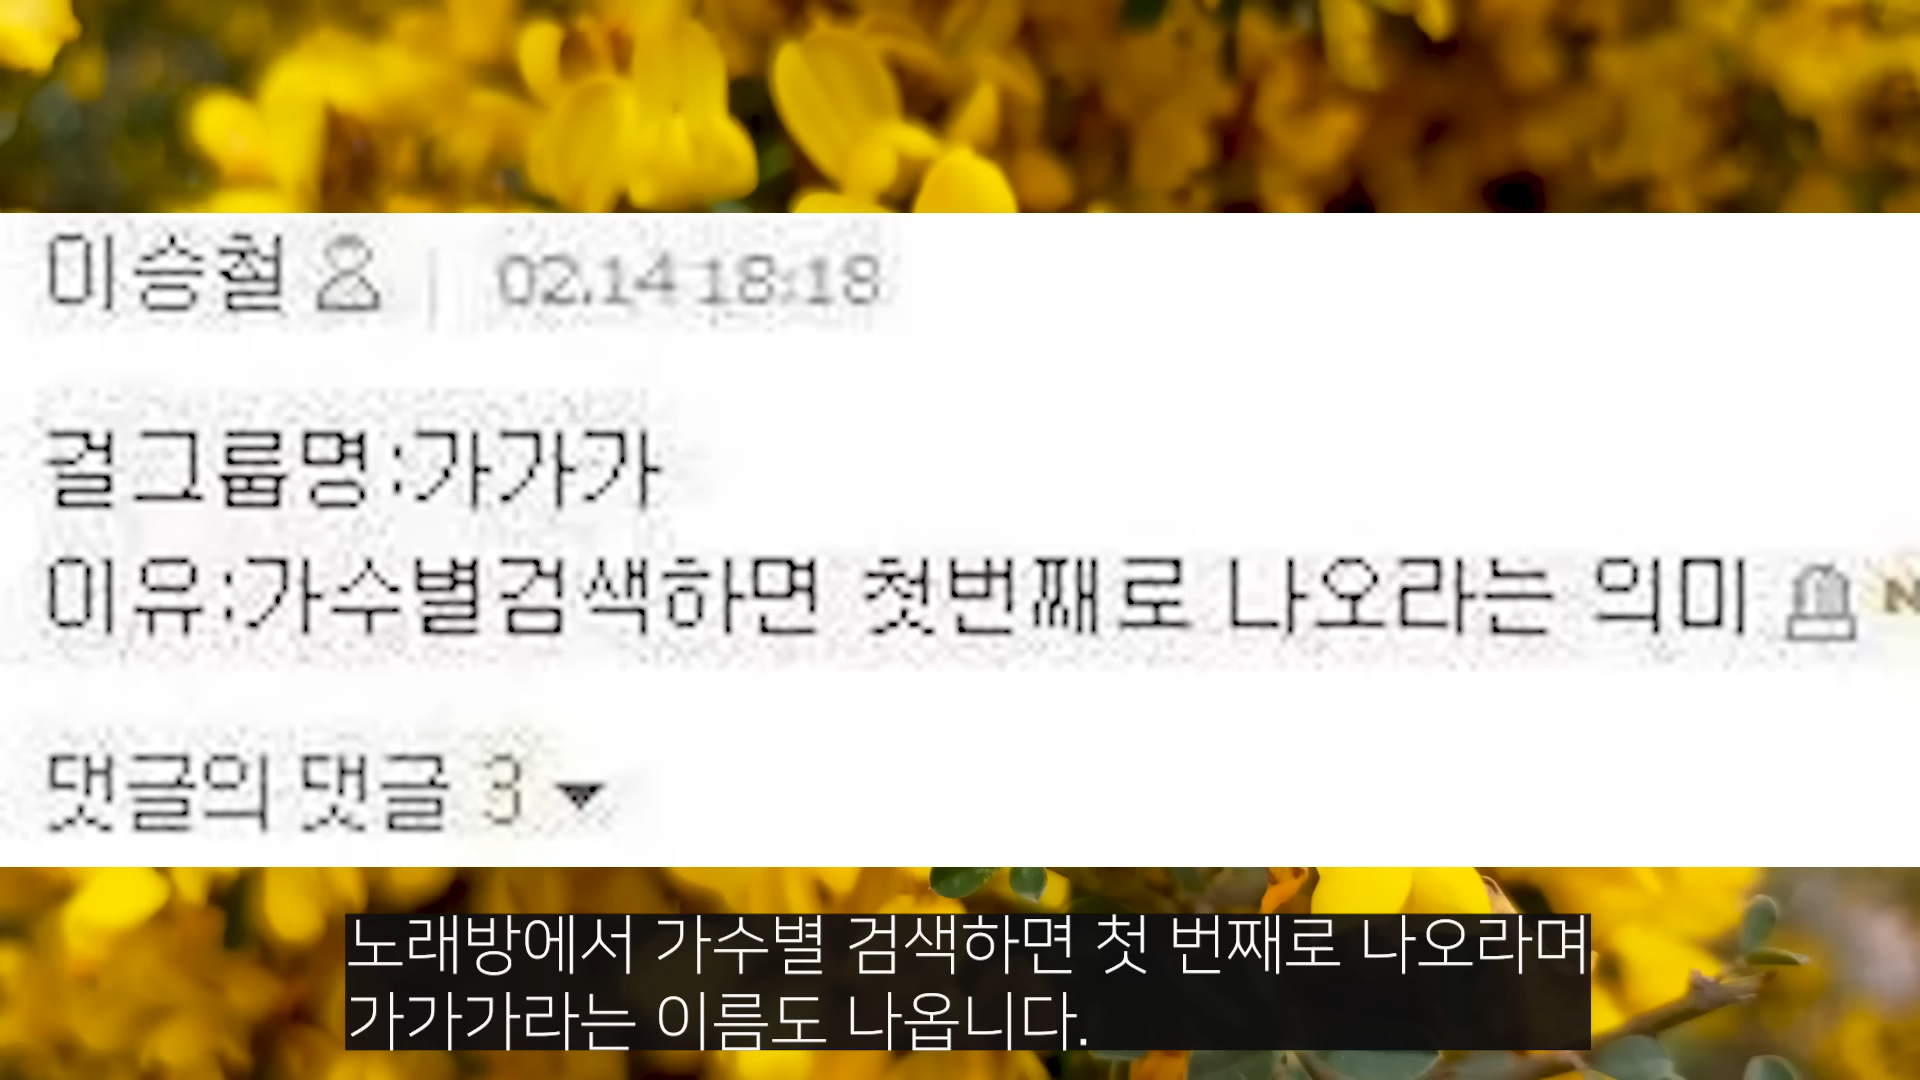 미승철 02.14 18:18
걸그룹명:가가가
이유:가수별검색하면 첫번째로 나오라는 의미 N
댓글의 댓글 3
노래방에서 가수별 검색하면 첫 번째로 나오라며
가가가라는 이름도 나옵니다.